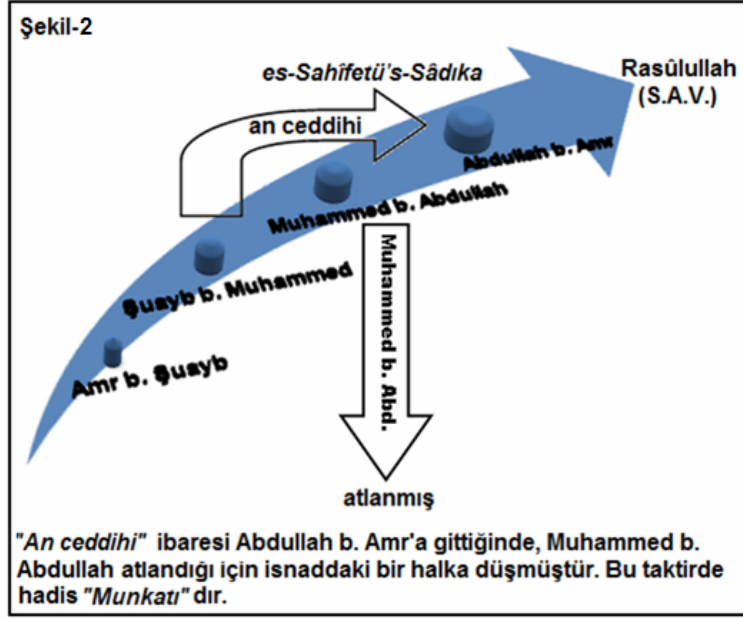 Şekil-2
es-Sahîfetü's-Sâdıka
Rasûlullah
(S.A.V.)
an ceddihi
Abdullah b. Amr
Muhammed b. Abdullah
Şuayb b. Muhammed
Amr b. Şuayb
Muhammed b. Abd.
atlanmış
"An ceddihi" ibaresi Abdullah b. Amr'a gittiğinde, Muhammed b.
Abdullah atlandığı için isnaddaki bir halka düşmüştür. Bu taktirde
hadis "Munkatı" dır.